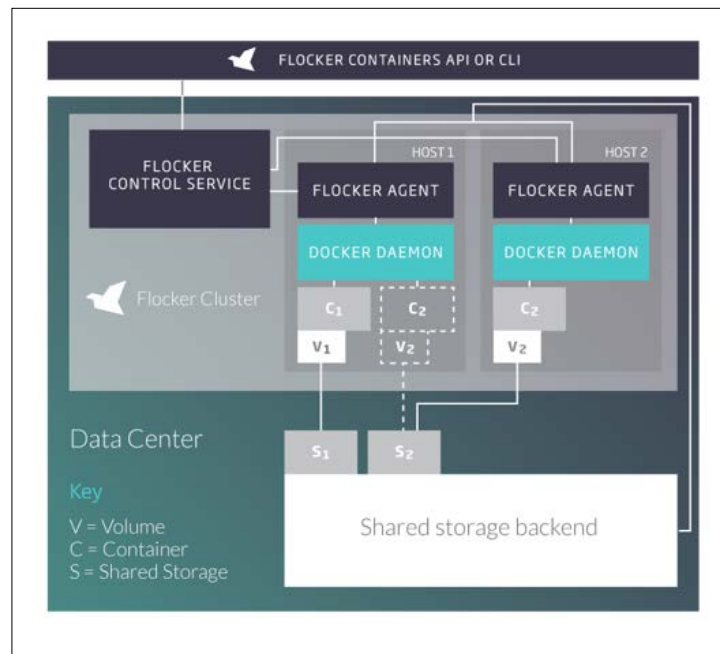 FLOCKER CONTAINERS API OR CLI
FLOCKER
CONTROL SERVICE
HOST 1
FLOCKER AGENT
DOCKER DAEMON
C1
C2
V1
V2
HOST 2
FLOCKER AGENT
DOCKER DAEMON
C2
V2
Flocker Cluster
Data Center
S1
S2
Shared storage backend
Key
V = Volume
C = Container
S = Shared Storage